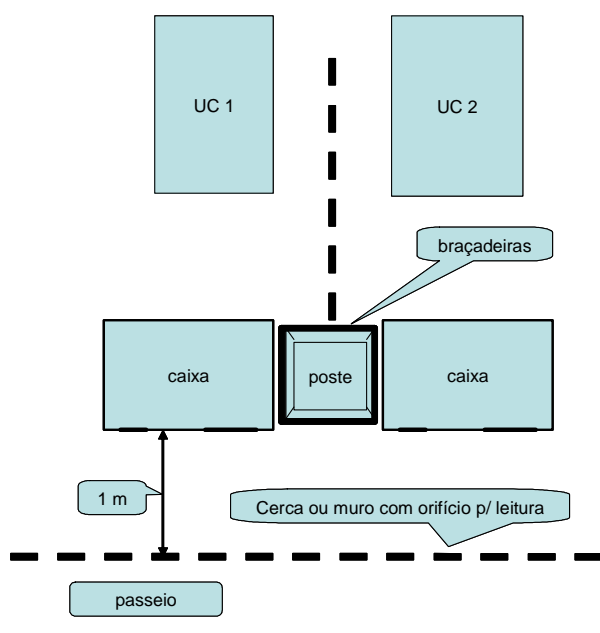 UC 1
UC 2
braçadeiras
caixa
poste
caixa
1 m
Cerca ou muro com orifício p/ leitura
passeio